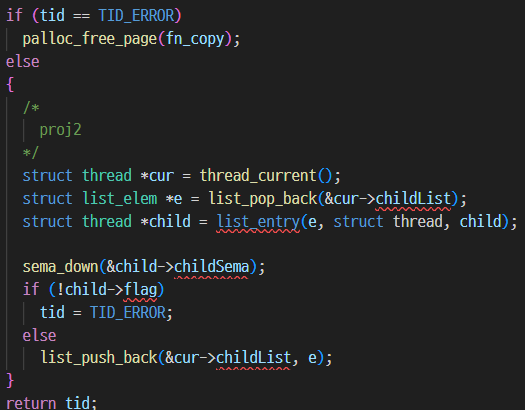 if (tid == TID_ERROR)
palloc_free_page(fn_copy);
else
{
/*
proj2
*/
struct thread *cur = thread_current();
struct list_elem *e = list_pop_back(&cur->childList);
struct thread *child = list_entry(e, struct thread, child);
sema_down(&child->childSema);
if (!child->flag)
tid = TID_ERROR;
else
list_push_back(&cur->childList, e);
}
return tid;